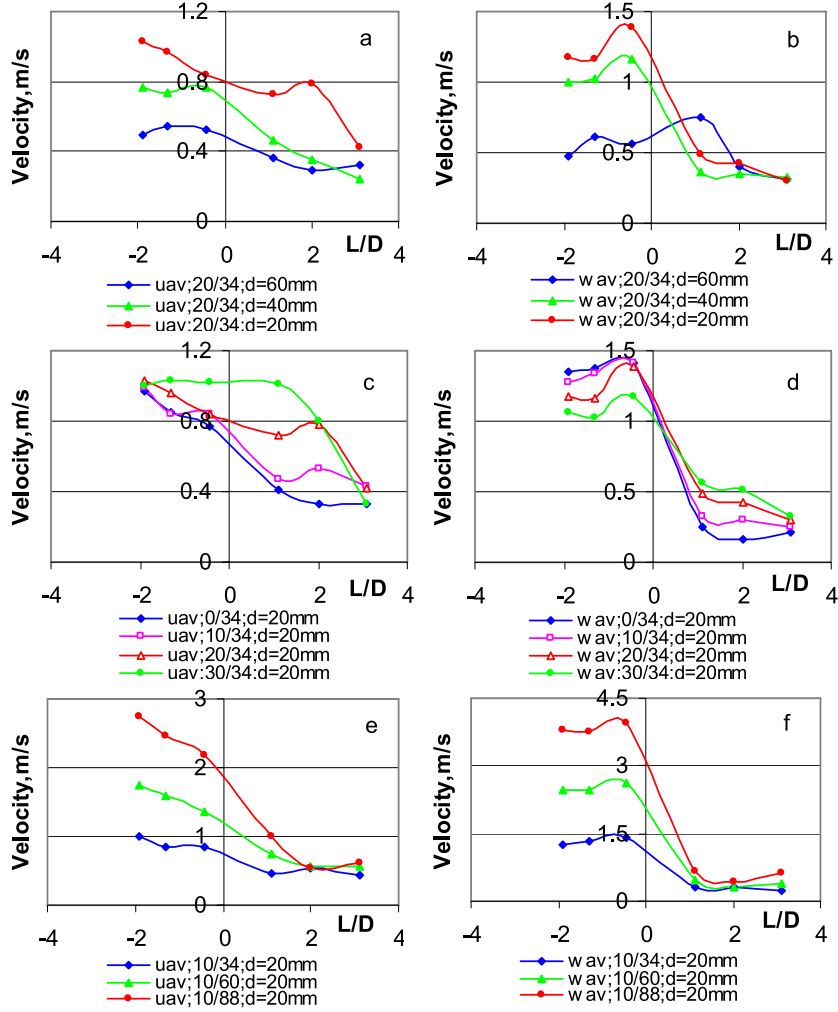 a
Velocity,m/s
1.2
0.8
0.4
0
-4
-2
0
2
4
L/D
uav;20/34;d=60mm
uav;20/34;d=40mm
uav:20/34:d=20mm
b
Velocity,m/s
1.5
1
0.5
0
-4
-2
0
2
4
L/D
w av;20/34;d=60mm
w av;20/34;d=40mm
w av;20/34;d=20mm
c
Velocity,m/s
1.2
0.8
0.4
0
-4
-2
0
2
4
L/D
uav;0/34;d=20mm
uav;10/34;d=20mm
uav;20/34;d=20mm
uav:30/34:d=20mm
d
Velocity,m/s
1.5
1
0.5
0
-4
-2
0
2
4
L/D
w av;0/34;d=20mm
w av;10/34;d=20mm
w av;20/34;d=20mm
w av:30/34:d=20mm
e
Velocity,m/s
3
2
1
0
-4
-2
0
2
4
L/D
uav;10/34;d=20mm
uav;10/60;d=20mm
uav;10/88;d=20mm
f
Velocity,m/s
4.5
3
1.5
0
-4
-2
0
2
4
L/D
w av;10/34;d=20mm
w av;10/60;d=20mm
w av;10/88;d=20mm